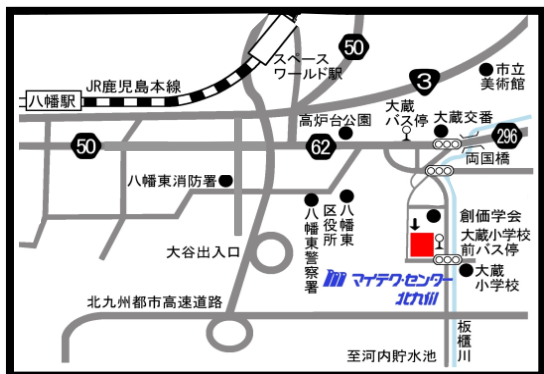 50
スペース
ワールド駅
3
市立
美術館
JR鹿児島本線
八幡駅
大蔵
バス停
大蔵交番
高炉台公園
296
50
62
両国橋
八幡東消防署
八幡東警察署
八幡東
区役所
創価学会
大蔵小学校
前バス停
大谷出入口
大蔵
小学校
マイテク・センター
北九州
北九州都市高速道路
板櫃川
至河内貯水池